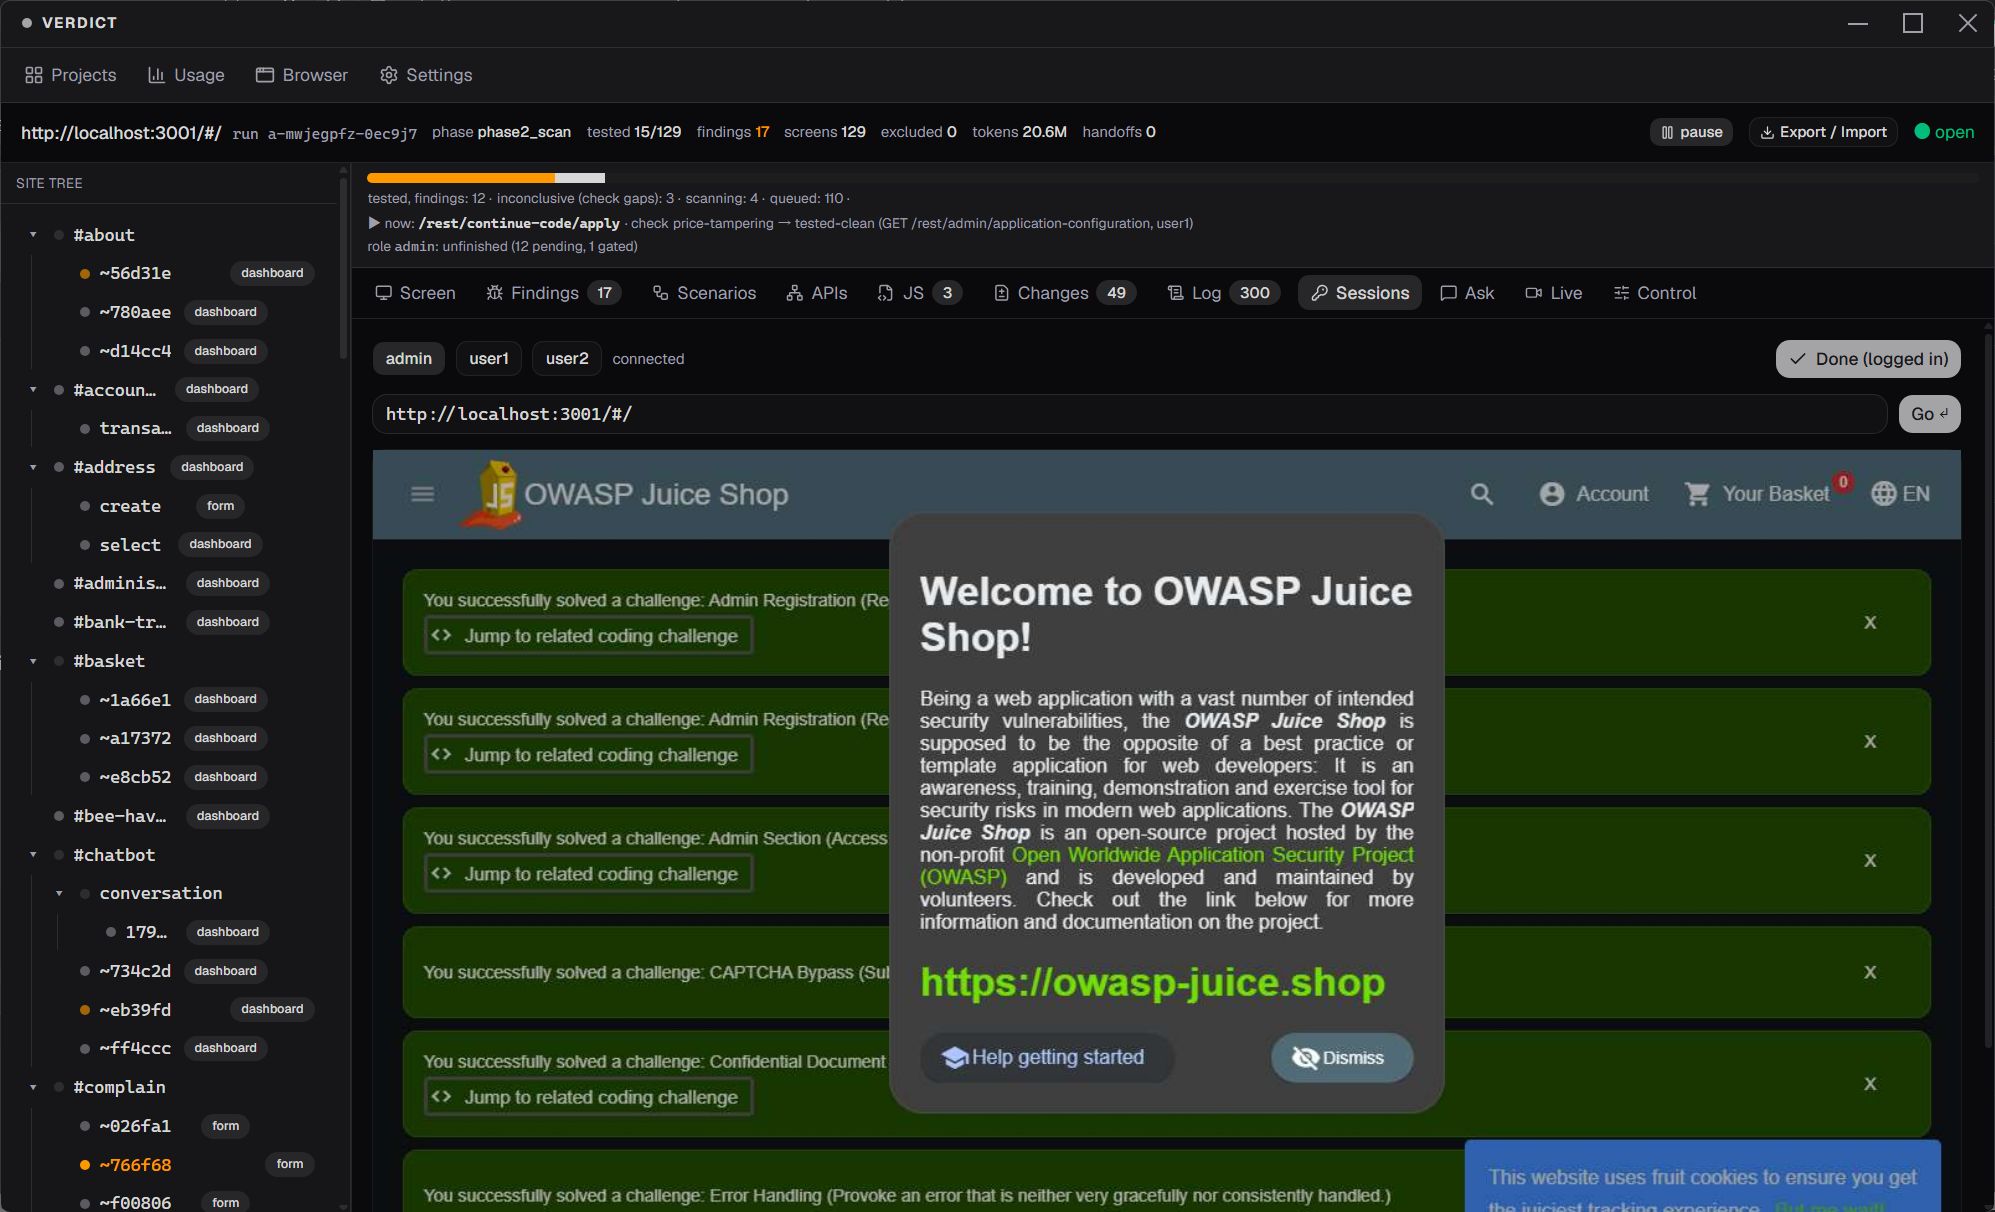 VERDICT
Projects
Usage
Browser
Settings
http://localhost:3001/#/ run a-mwjegpfz-0ec9j7 phase phase2_scan tested 15/129 findings 17 screens 129 excluded 0 tokens 20.6M handoffs 0
pause
Export / Import
open
SITE TREE
#about
~56d31e dashboard
~780aee dashboard
~d14cc4 dashboard
#accoun… dashboard
transa… dashboard
#address dashboard
create form
select dashboard
#adminis… dashboard
#bank-tr… dashboard
#basket
~1a66e1 dashboard
~a17372 dashboard
~e8cb52 dashboard
#bee-hav… dashboard
#chatbot
conversation
179… dashboard
~734c2d dashboard
~eb39fd dashboard
~ff4ccc dashboard
#complain
~026fa1 form
~766f68 form
~f00806 form
tested, findings: 12 · inconclusive (check gaps): 3 · scanning: 4 · queued: 110 ·
now: /rest/continue-code/apply · check price-tampering → tested-clean (GET /rest/admin/application-configuration, user1)
role admin: unfinished (12 pending, 1 gated)
Screen
Findings 17
Scenarios
APIs
JS 3
Changes 49
Log 300
Sessions
Ask
Live
Control
admin
user1
user2
connected
Done (logged in)
http://localhost:3001/#/
Go
OWASP Juice Shop
Account
Your Basket 0
EN
You successfully solved a challenge: Admin Registration (Re
<> Jump to related coding challenge
X
You successfully solved a challenge: Admin Registration (Re
<> Jump to related coding challenge
X
You successfully solved a challenge: Admin Section (Access
<> Jump to related coding challenge
X
You successfully solved a challenge: CAPTCHA Bypass (Su
X
You successfully solved a challenge: Confidential Document
<> Jump to related coding challenge
X
You successfully solved a challenge: Error Handling (Provoke an error that is neither very gracefully nor consistently handled.)
Welcome to OWASP Juice
Shop!
Being a web application with a vast number of intended
security vulnerabilities, the OWASP Juice Shop is
supposed to be the opposite of a best practice or
template application for web developers: It is an
awareness, training, demonstration and exercise tool for
security risks in modern web applications. The OWASP
Juice Shop is an open-source project hosted by the
non-profit Open Worldwide Application Security Project
(OWASP) and is developed and maintained by
volunteers. Check out the link below for more
information and documentation on the project.
https://owasp-juice.shop
Help getting started
Dismiss
This website uses fruit cookies to ensure you get
the juiciest tracking experience. But me wait!